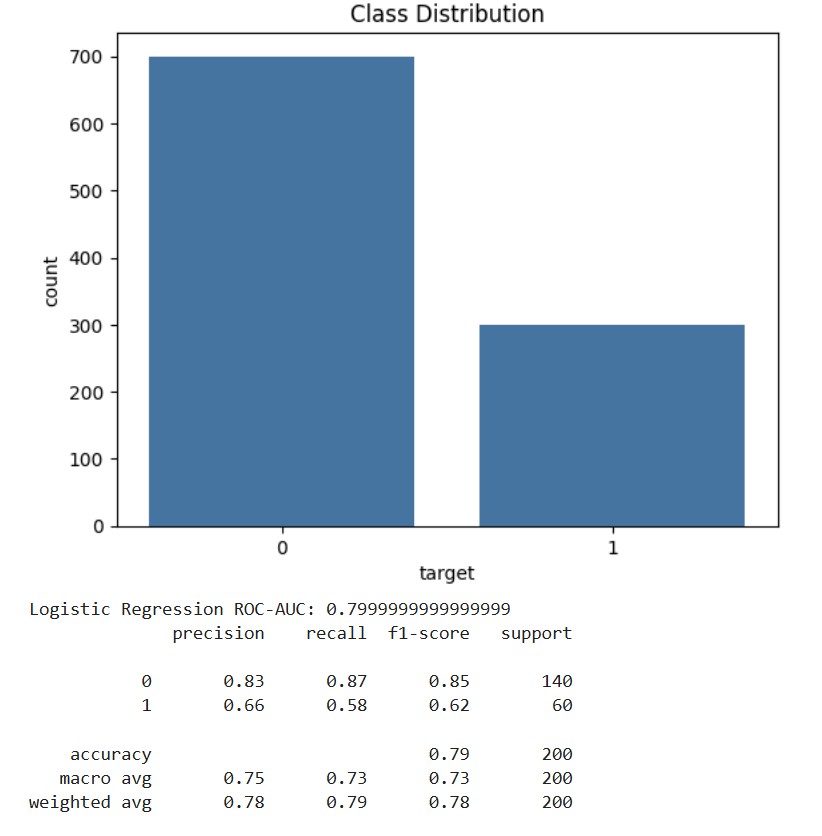 Class Distribution
700
600
500
400
300
200
100
0
count
0 1
target
Logistic Regression ROC-AUC: 0.7999999999999999
precision recall f1-score support
0 0.83 0.87 0.85 140
1 0.66 0.58 0.62 60
accuracy 0.79 200
macro avg 0.75 0.73 0.73 200
weighted avg 0.78 0.79 0.78 200